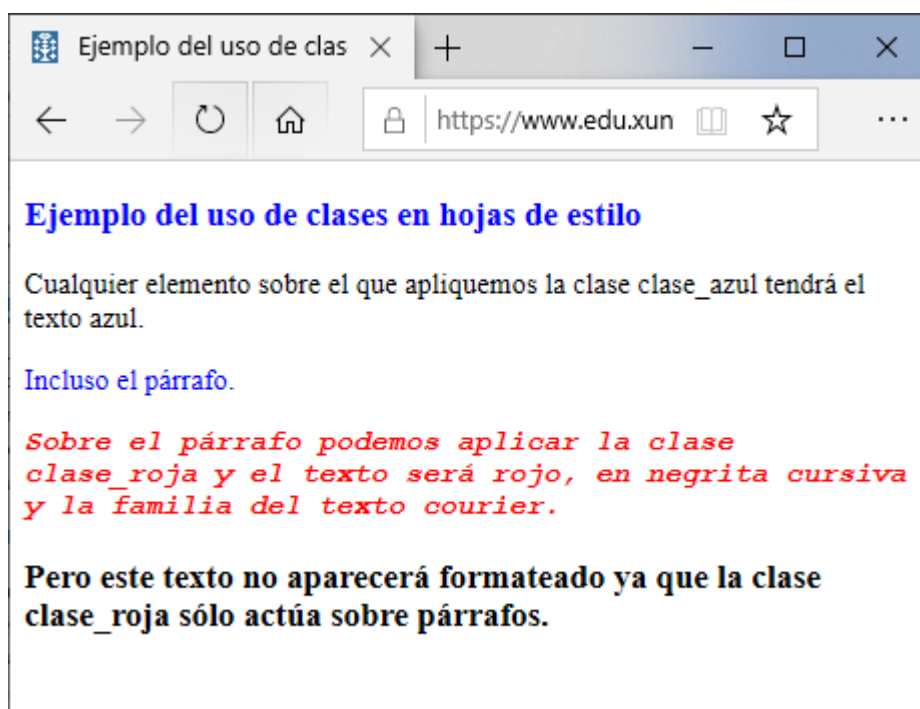 Ejemplo del uso de clas
https://www.edu.xun
Ejemplo del uso de clases en hojas de estilo
Cualquier elemento sobre el que apliquemos la clase clase_azul tendrá el
texto azul.
Incluso el párrafo.
Sobre el párrafo podemos aplicar la clase
clase_roja y el texto será rojo, en negrita cursiva
y la familia del texto courier.
Pero este texto no aparecerá formateado ya que la clase
clase_roja sólo actúa sobre párrafos.